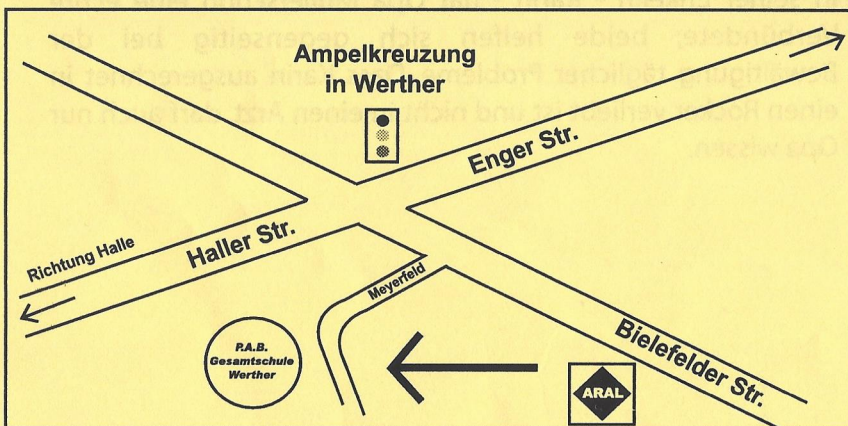 Ampelkreuzung
in Werther
Enger Str.
Richtung Halle
Haller Str.
Meyerfeld
P.A.B.
Gesamtschule
Werther
Bielefelder Str.
ARAL